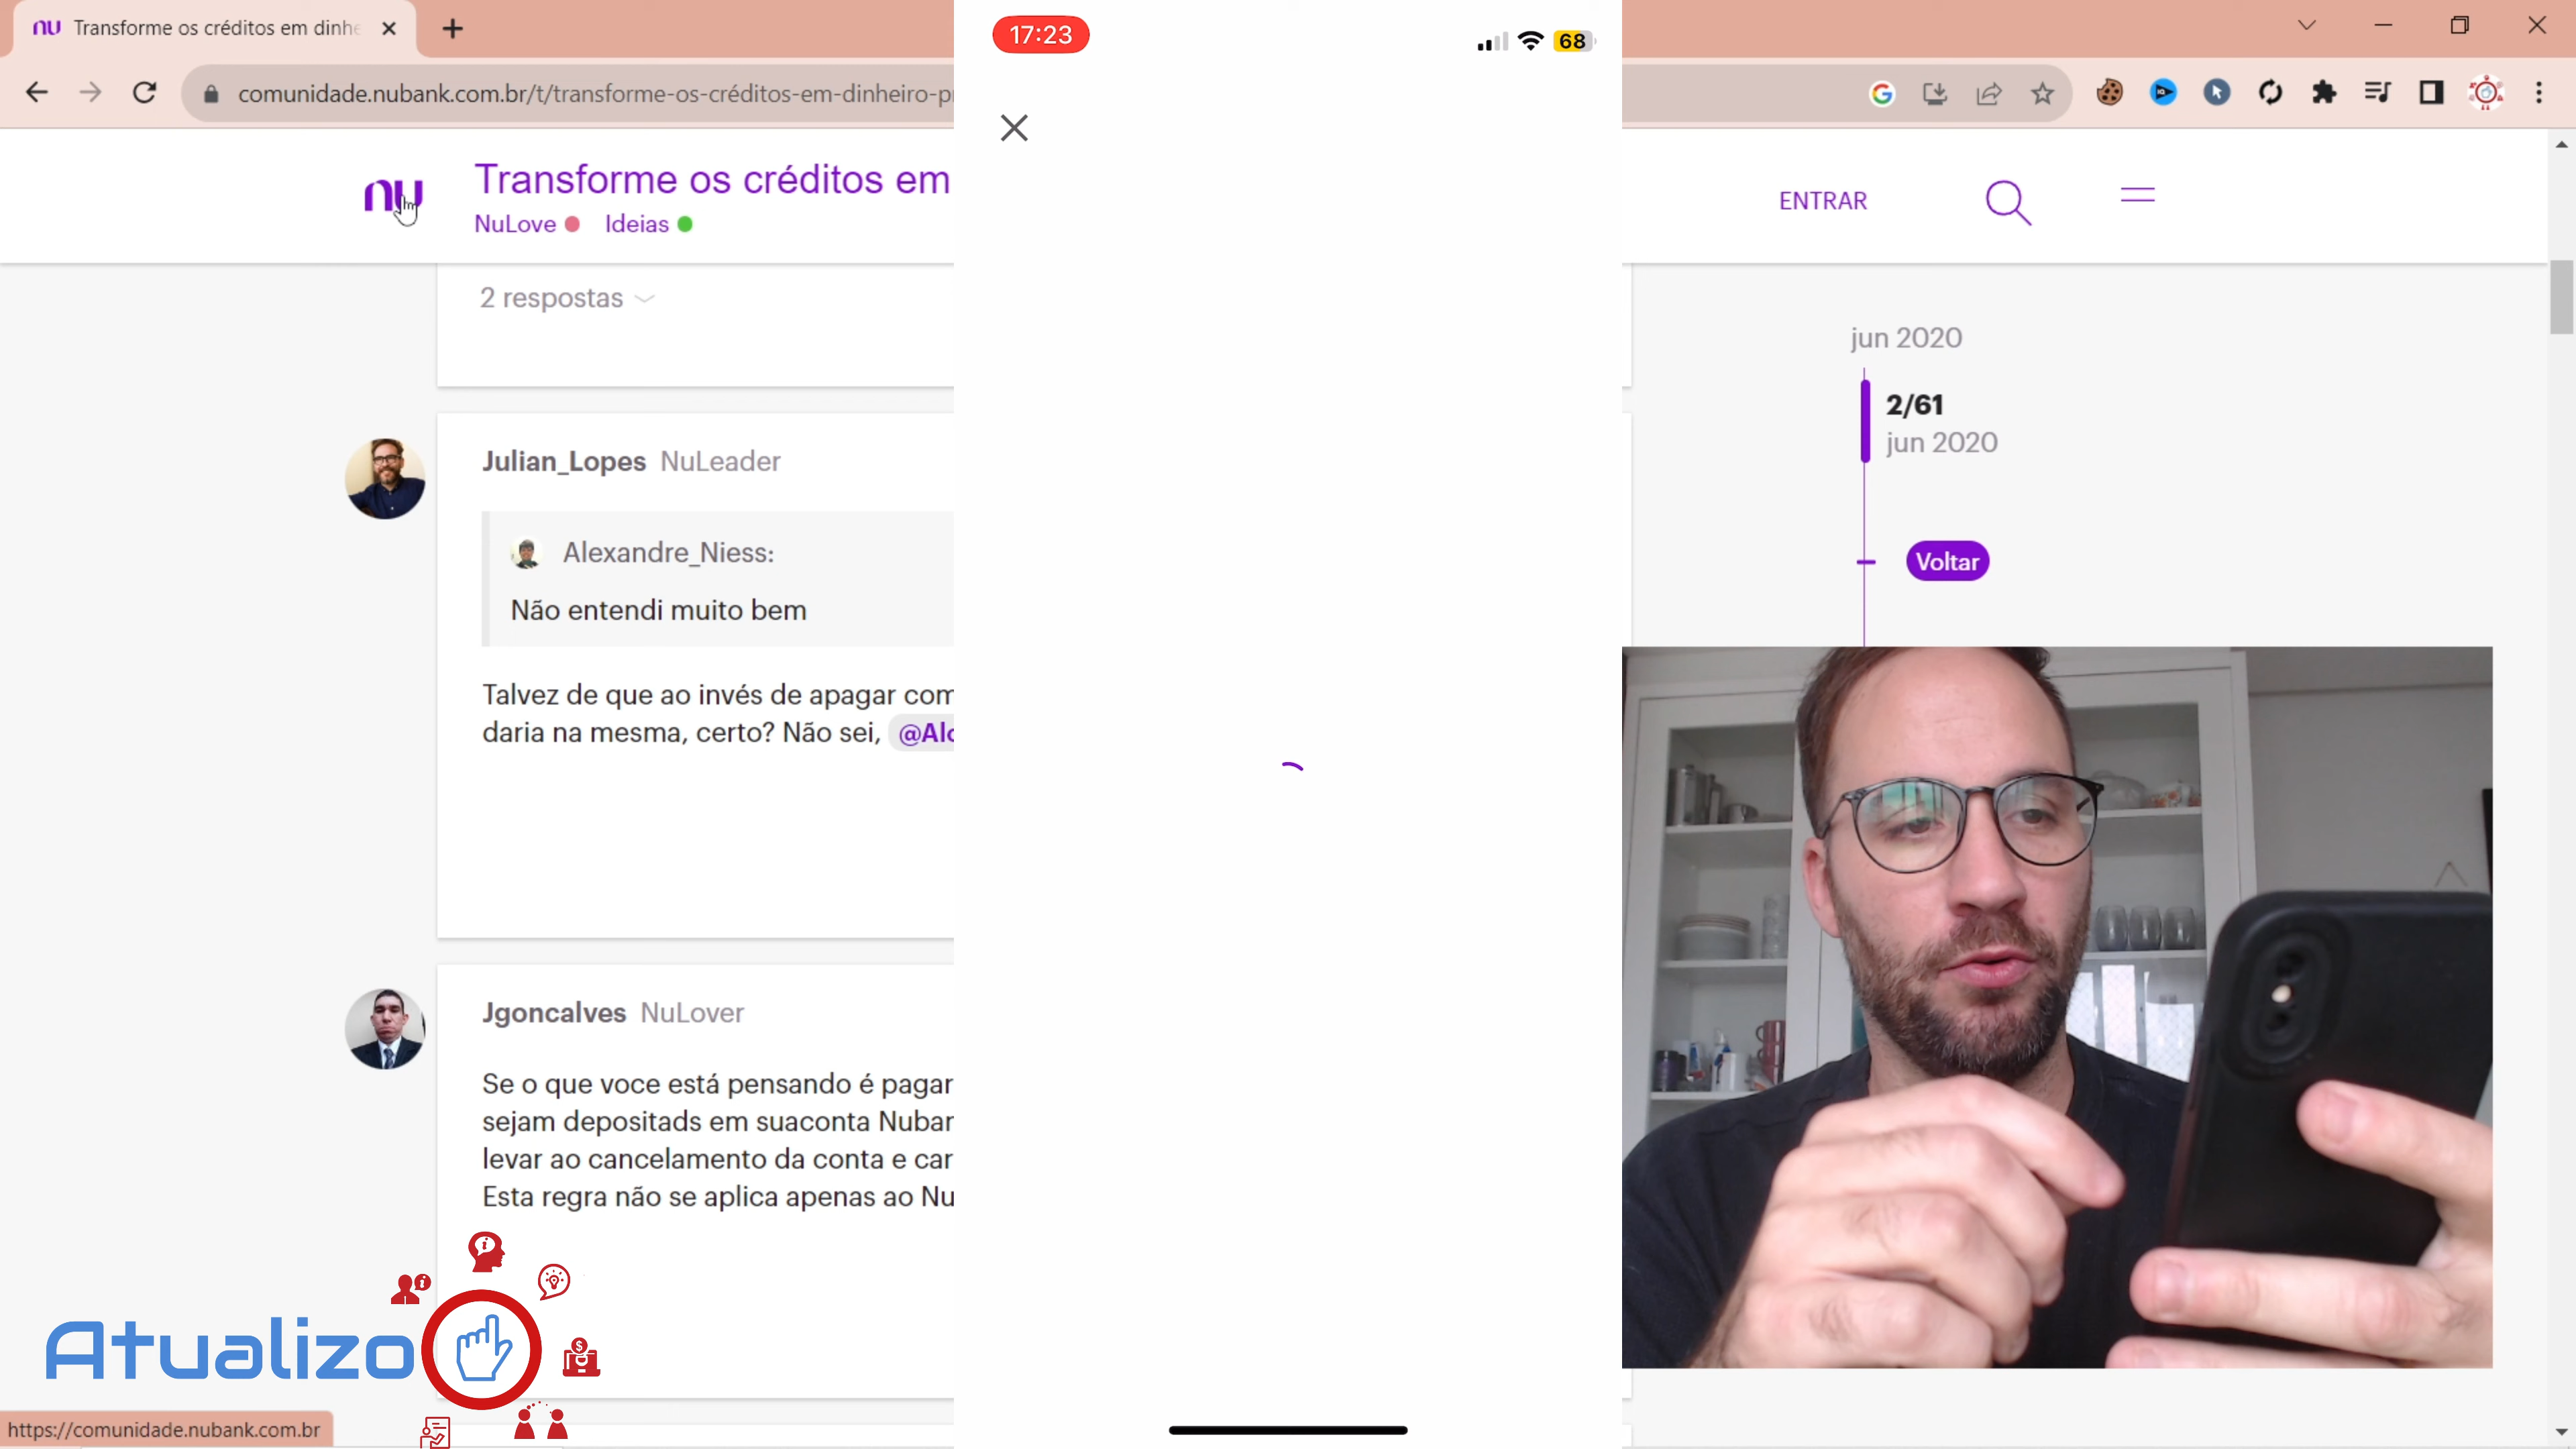 nu Transforme os créditos em dinhe
comunidade.nubank.com.br/t/transforme-os-créditos-em-dinheiro-p
17:23
68
nu
Transforme os créditos em
NuLove Ideias
ENTRAR
2 respostas
jun 2020
2/61
jun 2020
Voltar
Julian_Lopes NuLeader
Alexandre_Niess:
Não entendi muito bem
Talvez de que ao invés de apagar com
daria na mesma, certo? Não sei, @Alc
Jgoncalves NuLover
Se o que voce está pensando é pagar
sejam depositads em suaconta Nubar
levar ao cancelamento da conta e car
Esta regra não se aplica apenas ao Nu
Atualizo
https://comunidade.nubank.com.br